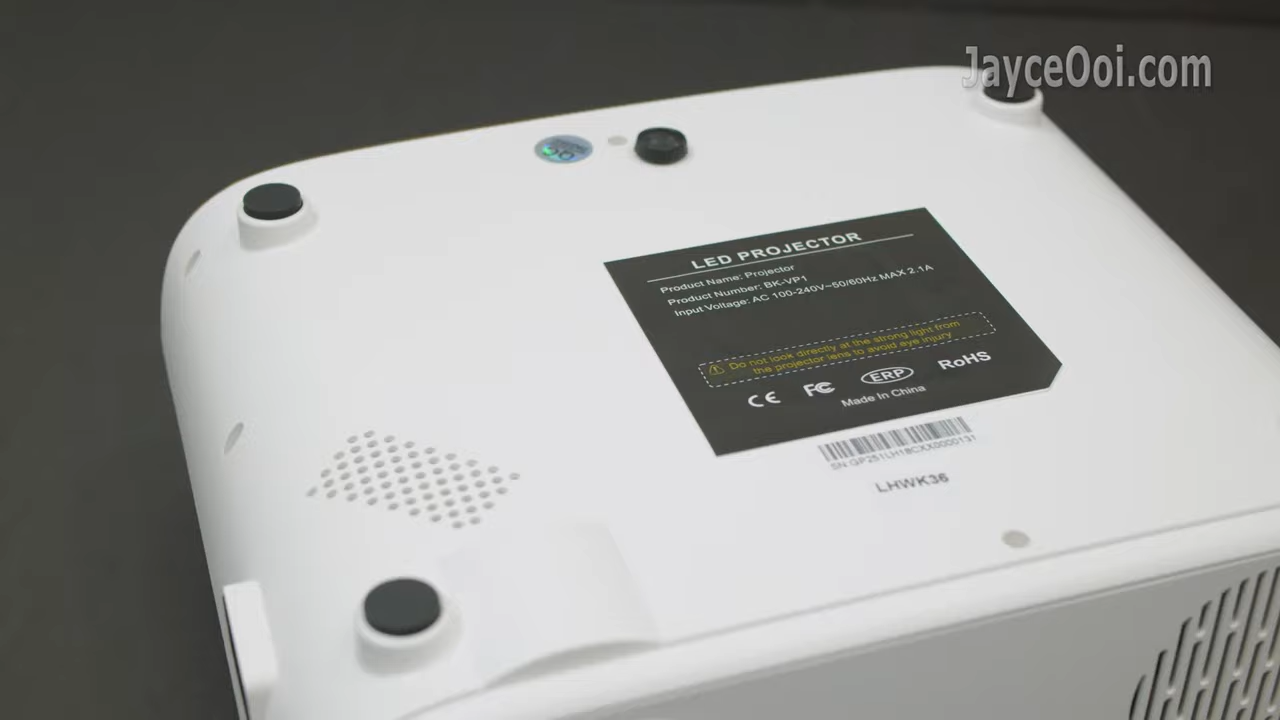 JayceOoi.com
LED PROJECTOR
Product Name: Projector
Product Number: BK-VP1
Input Voltage: AC 100-240V~50/60Hz MAX 2.1A
Do not look directly at the strong light from
the projector lens to avoid eye injury
CE FC ERP RoHS
Made In China
SN:GP251LH18CXX0000131
LHWK36